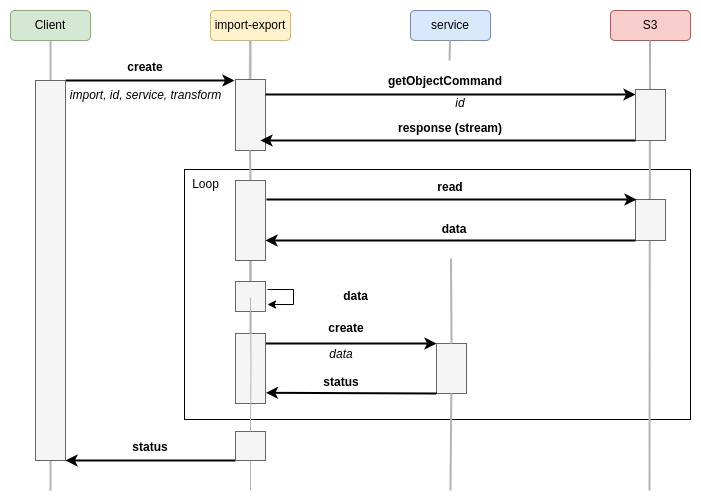 Client
import-export
service
S3
create
import, id, service, transform
getObjectCommand
id
response (stream)
Loop
read
data
data
create
data
status
status